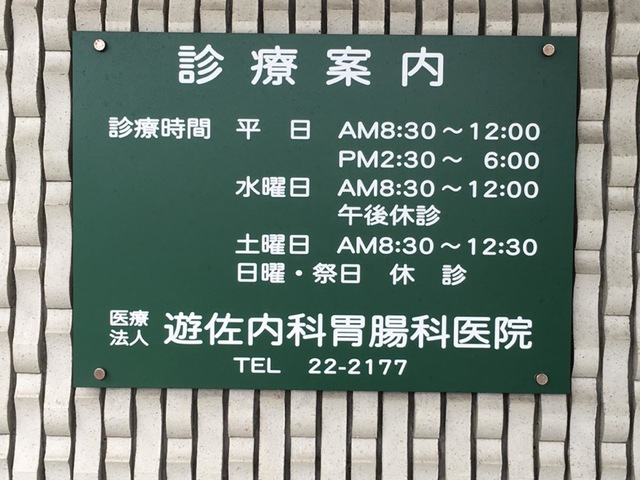 診療案内
診療時間 平日 AM8:30～12:00
PM2:30～ 6:00
水曜日 AM8:30～12:00
午後休診
土曜日 AM8:30～12:30
日曜・祭日 休診
医療法人 遊佐内科胃腸科医院
TEL 22-2177